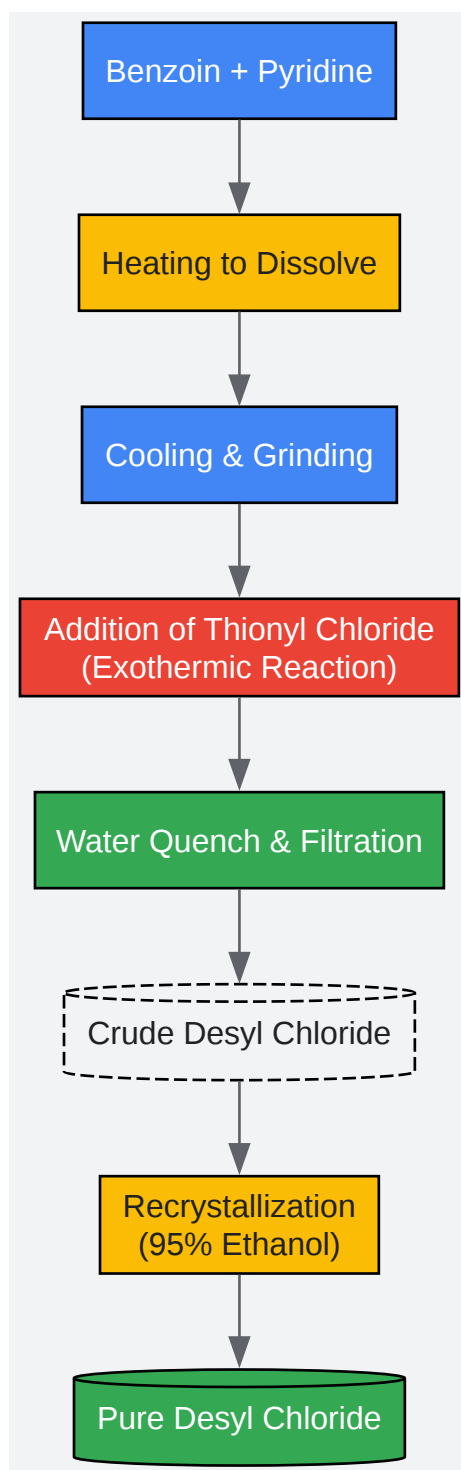 Benzoin + Pyridine
Heating to Dissolve
Cooling & Grinding
Addition of Thionyl Chloride
(Exothermic Reaction)
Water Quench & Filtration
Crude Desyl Chloride
Recrystallization
(95% Ethanol)
Pure Desyl Chloride